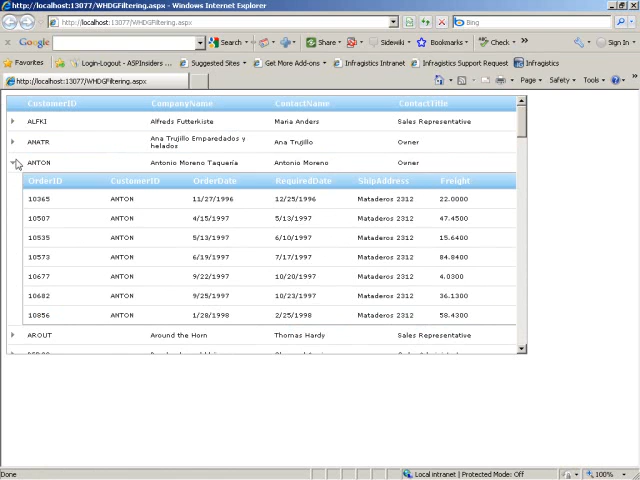 http://localhost:13077/WHDGFiltering.aspx - Windows Internet Explorer
http://localhost:13077/WHDGFiltering.aspx
Bing
Google
Search
Share
Sidewiki
Bookmarks
Check
Sign In
Favorites
Login-Logout - ASPInsiders ...
Suggested Sites
Get More Add-ons
Infragistics Intranet
Infragistics Support Request
Infragistics
http://localhost:13077/WHDGFiltering.aspx
Page
Safety
Tools
CustomerID CompanyName ContactName ContactTitle
ALFKI Alfreds Futterkiste Maria Anders Sales Representative
ANATR Ana Trujillo Emparedados y helados Ana Trujillo Owner
ANTON Antonio Moreno Taquería Antonio Moreno Owner
OrderID CustomerID OrderDate RequiredDate ShipAddress Freight
10365 ANTON 11/27/1996 12/25/1996 Mataderos 2312 22.0000
10507 ANTON 4/15/1997 5/13/1997 Mataderos 2312 47.4500
10535 ANTON 5/13/1997 6/10/1997 Mataderos 2312 15.6400
10573 ANTON 6/19/1997 7/17/1997 Mataderos 2312 84.8400
10677 ANTON 9/22/1997 10/20/1997 Mataderos 2312 4.0300
10682 ANTON 9/25/1997 10/23/1997 Mataderos 2312 36.1300
10856 ANTON 1/28/1998 2/25/1998 Mataderos 2312 58.4300
AROUT Around the Horn Thomas Hardy Sales Representative
Done
Local intranet | Protected Mode: Off
100%